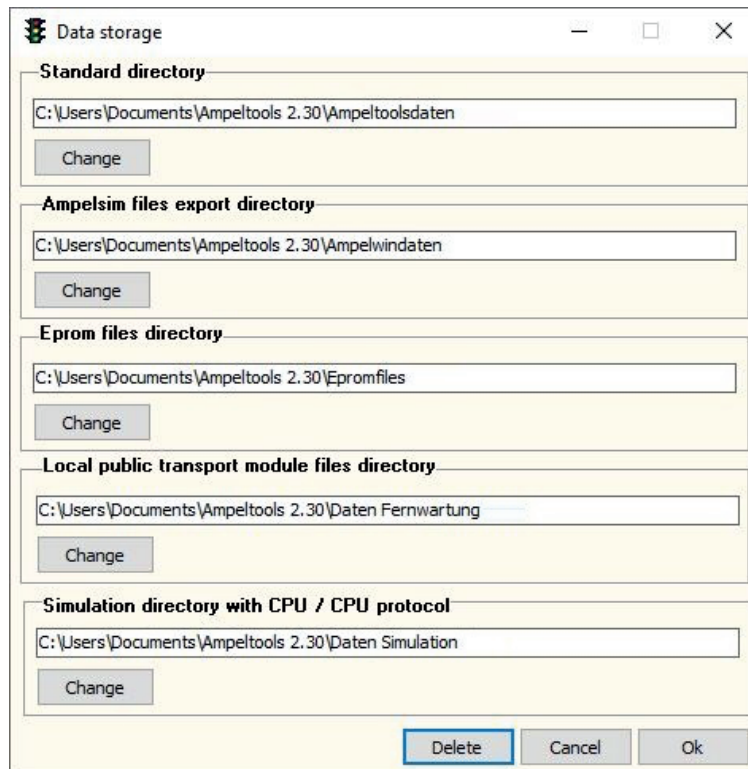 Data storage
Standard directory
C:\Users\Documents\Ampeltools 2.30\Ampeltoolsdaten
Change
Ampelsim files export directory
C:\Users\Documents\Ampeltools 2.30\Ampelwindaten
Change
Eprom files directory
C:\Users\Documents\Ampeltools 2.30\Epromfiles
Change
Local public transport module files directory
C:\Users\Documents\Ampeltools 2.30\Daten Fernwartung
Change
Simulation directory with CPU / CPU protocol
C:\Users\Documents\Ampeltools 2.30\Daten Simulation
Change
Delete Cancel Ok